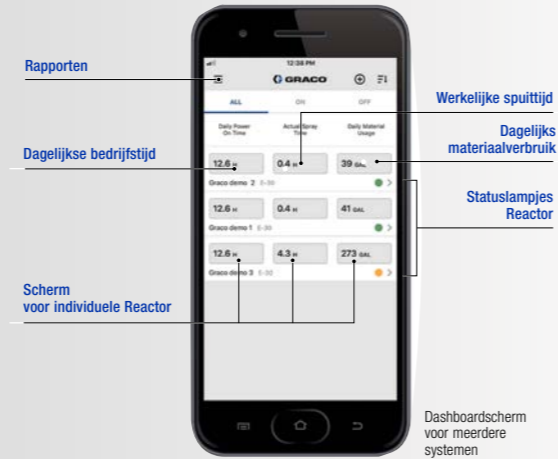 Rapporten
12:38 PM
GRACO
ALL ON OFF
Daily Power On Time
Actual Spray Time
Daily Material Usage
Werkelijke spuittijd
Dagelijks
materiaalverbruik
Dagelijkse bedrijfstijd
12.6 H 0.4 H 39 GAL
Graco demo 2 E-30
Statuslampjes
Reactor
12.6 H 0.4 H 41 GAL
Graco demo 1 E-30
12.6 H 4.3 H 273 GAL
Graco demo 3 E-30
Scherm
voor individuele Reactor
Dashboardscherm
voor meerdere
systemen